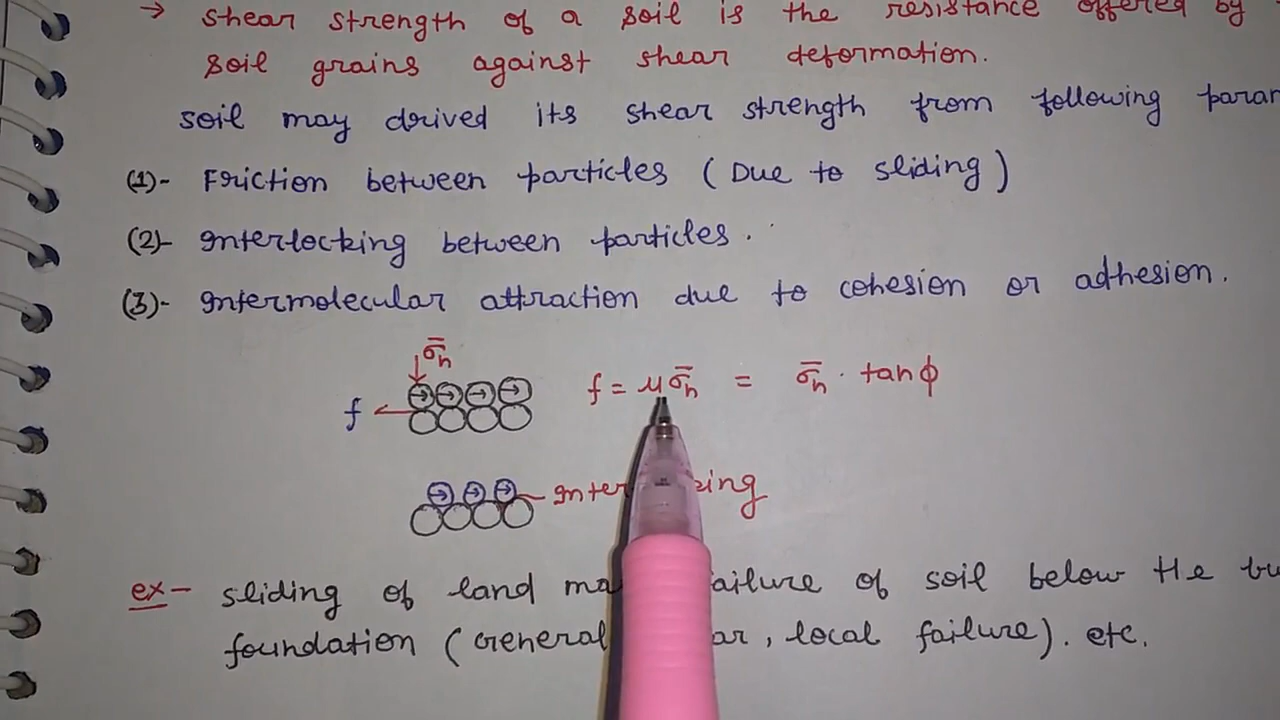 → shear strength of a soil is the resistance offered by
soil grains against shear deformation.
soil may drived its shear strength from following
(1)- Friction between particles (Due to sliding)
(2)- Interlocking between particles.
(3)- Intermolecular attraction due to cohesion or adhesion.
σ̄n
f
f = μσ̄n = σ̄n · tanϕ
ex- sliding of land failure of soil below the
foundation (General , local failure). etc.